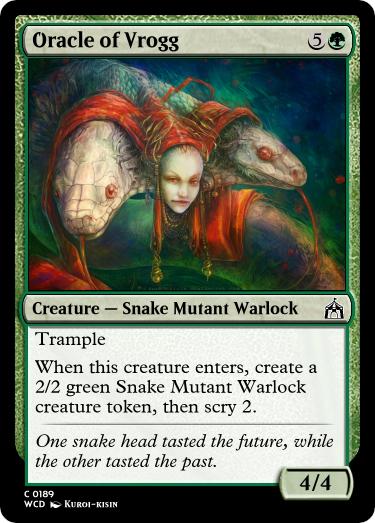 Oracle of Vrogg 5
Creature — Snake Mutant Warlock
Trample
When this creature enters, create a
2/2 green Snake Mutant Warlock
creature token, then scry 2.
One snake head tasted the future, while
the other tasted the past.
4/4
C 0189
WCD Kuroi-kisin